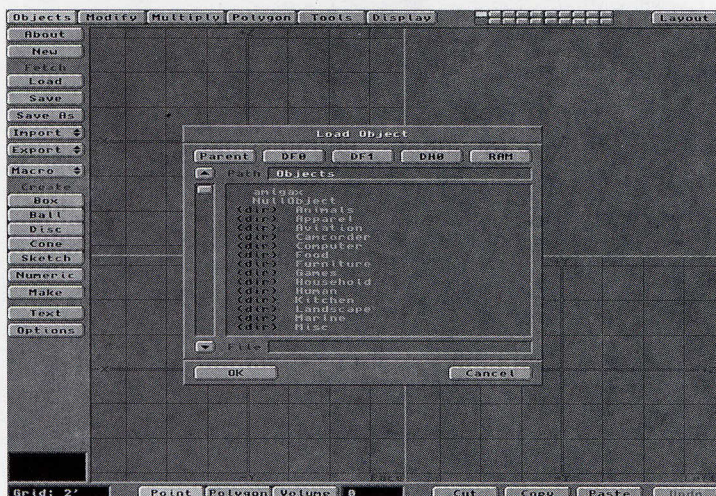 Objects Modify Multiply Polygon Tools Display Layout
About
New
Fetch
Load
Save
Save As
Import
Export
Macro
Create
Box
Ball
Disc
Cone
Sketch
Numeric
Make
Text
Options
Load Object
Parent DF0 DF1 DH0 RAM
Path Objects
amigax
NullObject
(dir) Animals
(dir) Apparel
(dir) Aviation
(dir) Camcorder
(dir) Computer
(dir) Food
(dir) Furniture
(dir) Games
(dir) Household
(dir) Human
(dir) Kitchen
(dir) Landscape
(dir) Marine
(dir) Misc
File
OK Cancel
Grid: 2' Point Polygon Volume 0 Cut Copy Paste Undo